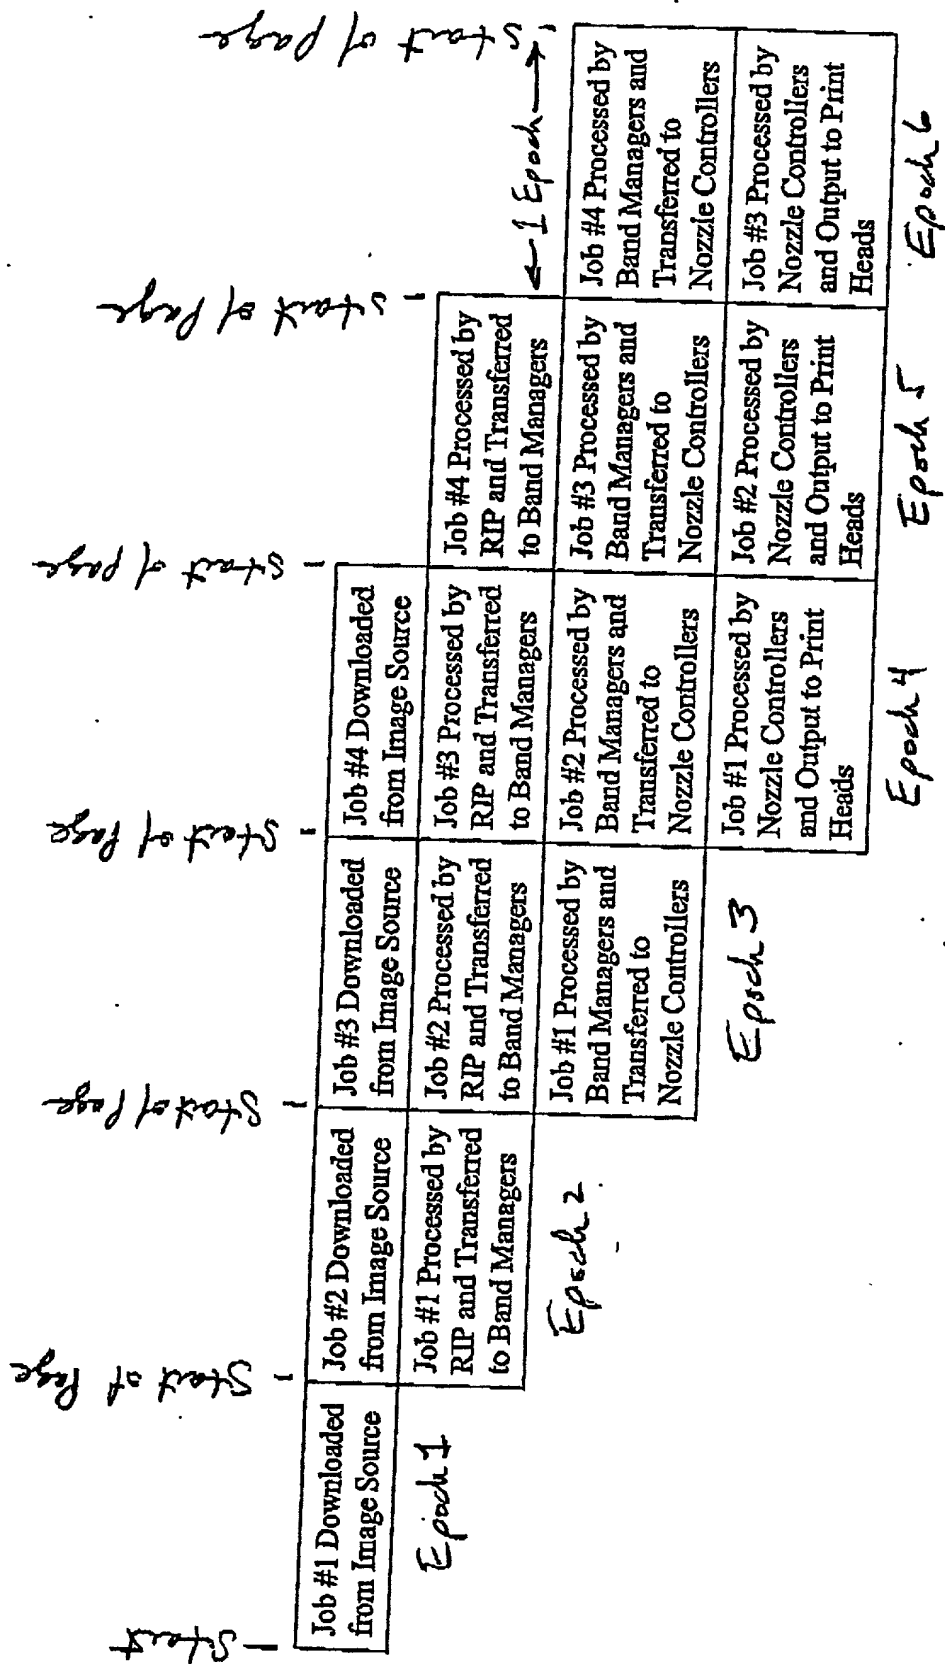 Start
Start of Page
Start of Page
Start of Page
Start of Page
Start of Page
Start of Page
← 1 Epoch →
Job #1 Downloaded
from Image Source
Job #2 Downloaded
from Image Source
Job #3 Downloaded
from Image Source
Job #4 Downloaded
from Image Source
Job #1 Processed by
RIP and Transferred
to Band Managers
Job #2 Processed by
RIP and Transferred
to Band Managers
Job #3 Processed by
RIP and Transferred
to Band Managers
Job #4 Processed by
RIP and Transferred
to Band Managers
Job #1 Processed by
Band Managers and
Transferred to
Nozzle Controllers
Job #2 Processed by
Band Managers and
Transferred to
Nozzle Controllers
Job #3 Processed by
Band Managers and
Transferred to
Nozzle Controllers
Job #4 Processed by
Band Managers and
Transferred to
Nozzle Controllers
Job #1 Processed by
Nozzle Controllers
and Output to Print
Heads
Job #2 Processed by
Nozzle Controllers
and Output to Print
Heads
Job #3 Processed by
Nozzle Controllers
and Output to Print
Heads
Epoch 1
Epoch 2
Epoch 3
Epoch 4
Epoch 5
Epoch 6